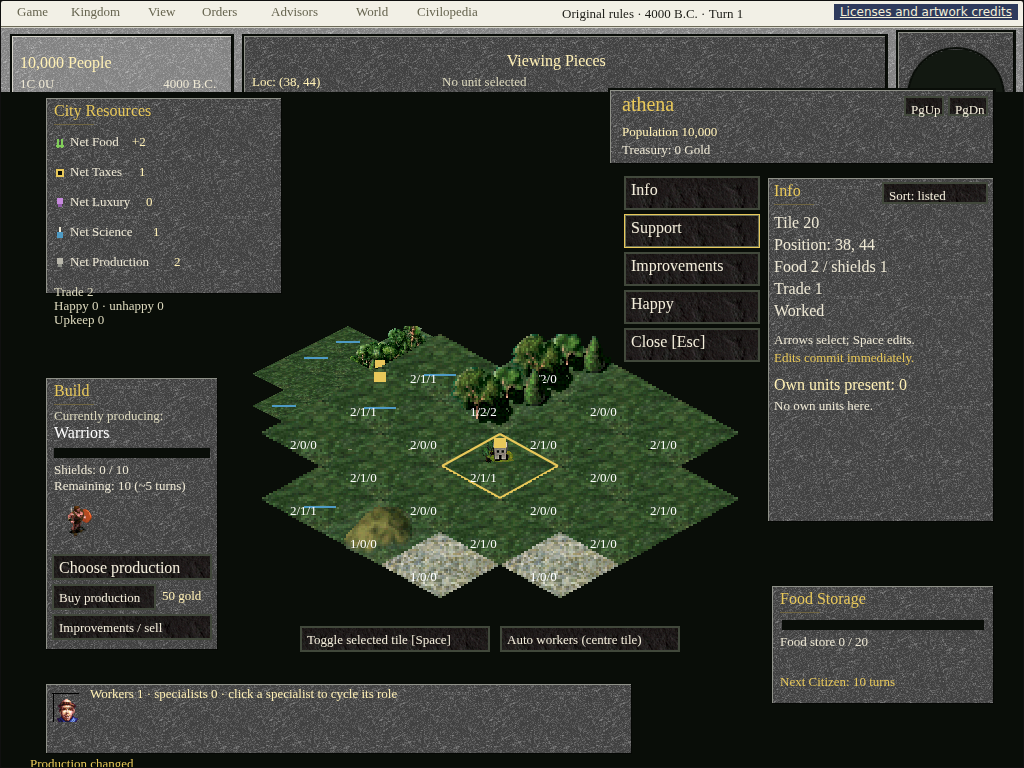 Game Kingdom View Orders Advisors World Civilopedia Original rules · 4000 B.C. · Turn 1 Licenses and artwork credits
10,000 People
1C 0U 4000 B.C.
Viewing Pieces
Loc: (38, 44) No unit selected
City Resources
Net Food +2
Net Taxes 1
Net Luxury 0
Net Science 1
Net Production 2
Trade 2
Happy 0 · unhappy 0
Upkeep 0
athena
PgUp PgDn
Population 10,000
Treasury: 0 Gold
Info
Support
Improvements
Happy
Close [Esc]
Info
Sort: listed
Tile 20
Position: 38, 44
Food 2 / shields 1
Trade 1
Worked
Arrows select; Space edits.
Edits commit immediately.
Own units present: 0
No own units here.
Build
Currently producing:
Warriors
Shields: 0 / 10
Remaining: 10 (~5 turns)
Choose production
Buy production 50 gold
Improvements / sell
2/1/1 2/0
2/1/1 1/2/2 2/0/0
2/0/0 2/0/0 2/1/0 2/1/0
2/1/0 2/1/1 2/0/0
2/1/1 2/0/0 2/0/0 2/1/0
1/0/0 2/1/0 2/1/0
1/0/0 1/0/0
Toggle selected tile [Space] Auto workers (centre tile)
Food Storage
Food store 0 / 20
Next Citizen: 10 turns
Workers 1 · specialists 0 · click a specialist to cycle its role
Production changed